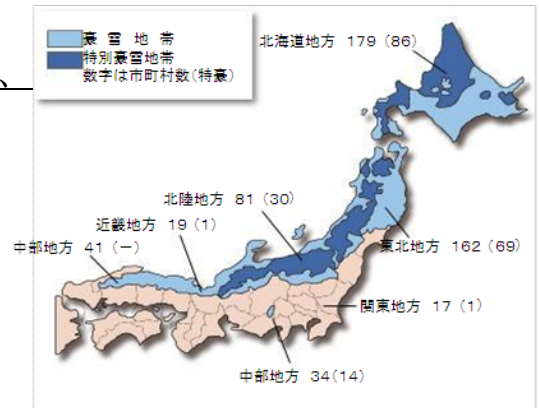 豪 雪 地 帯
特別豪雪地帯
数字は市町村数（特豪）
、
北海道地方 179（86）
北陸地方 81（30）
近畿地方 19（1）
中部地方 41（−）
東北地方 162（69）
関東地方 17（1）
中部地方 34（14）